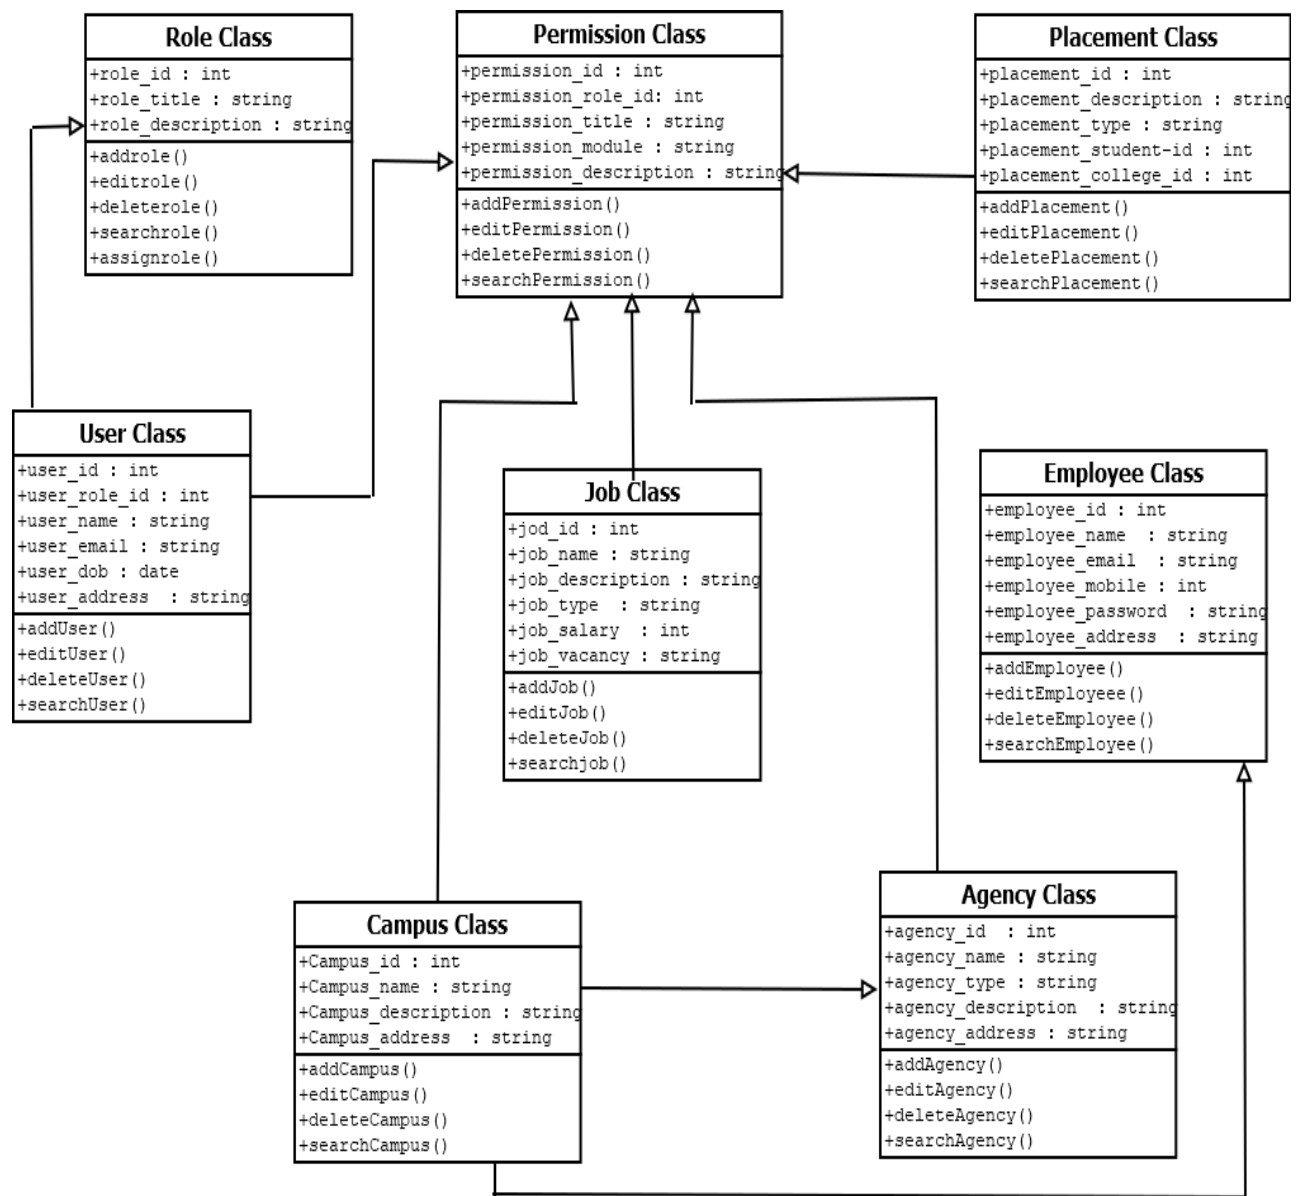 Role Class
+role_id : int
+role_title : string
+role_description : string
+addrole()
+editrole()
+deleterole()
+searchrole()
+assignrole()
Permission Class
+permission_id : int
+permission_role_id: int
+permission_title : string
+permission_module : string
+permission_description : string
+addPermission()
+editPermission()
+deletePermission()
+searchPermission()
Placement Class
+placement_id : int
+placement_description : string
+placement_type : string
+placement_student-id : int
+placement_college_id : int
+addPlacement()
+editPlacement()
+deletePlacement()
+searchPlacement()
User Class
+user_id : int
+user_role_id : int
+user_name : string
+user_email : string
+user_dob : date
+user_address : string
+addUser()
+editUser()
+deleteUser()
+searchUser()
Job Class
+jod_id : int
+job_name : string
+job_description : string
+job_type : string
+job_salary : int
+job_vacancy : string
+addJob()
+editJob()
+deleteJob()
+searchjob()
Employee Class
+employee_id : int
+employee_name : string
+employee_email : string
+employee_mobile : int
+employee_password : string
+employee_address : string
+addEmployee()
+editEmployeee()
+deleteEmployee()
+searchEmployee()
Campus Class
+Campus_id : int
+Campus_name : string
+Campus_description : string
+Campus_address : string
+addCampus()
+editCampus()
+deleteCampus()
+searchCampus()
Agency Class
+agency_id : int
+agency_name : string
+agency_type : string
+agency_description : string
+agency_address : string
+addAgency()
+editAgency()
+deleteAgency()
+searchAgency()